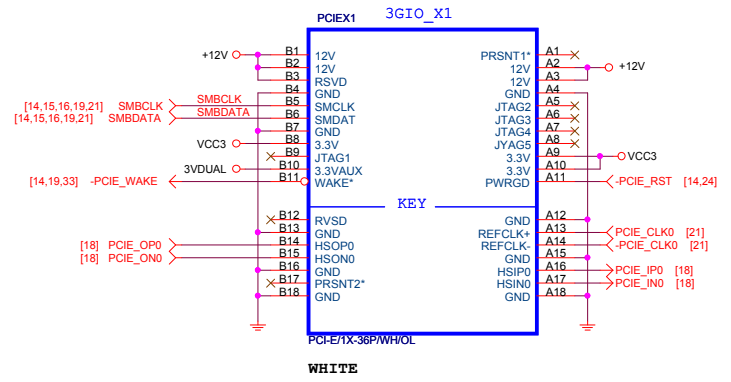 PCIEX1 3GIO_X1
+12V B1 12V PRSNT1* A1
B2 12V 12V A2 +12V
B3 RSVD 12V A3
B4 GND GND A4
[14,15,16,19,21] SMBCLK SMBCLK B5 SMCLK JTAG2 A5
[14,15,16,19,21] SMBDATA SMBDATA B6 SMDAT JTAG3 A6
B7 GND JTAG4 A7
VCC3 B8 3.3V JYAG5 A8
B9 JTAG1 3.3V A9 VCC3
3VDUAL B10 3.3VAUX 3.3V A10
[14,19,33] -PCIE_WAKE B11 WAKE* PWRGD A11 -PCIE_RST [14,24]
KEY
B12 RVSD GND A12
B13 GND REFCLK+ A13 PCIE_CLK0 [21]
[18] PCIE_OP0 B14 HSOP0 REFCLK- A14 -PCIE_CLK0 [21]
[18] PCIE_ON0 B15 HSON0 GND A15
B16 GND HSIP0 A16 PCIE_IP0 [18]
B17 PRSNT2* HSIN0 A17 PCIE_IN0 [18]
B18 GND GND A18
PCI-E/1X-36P/WH/OL
WHITE